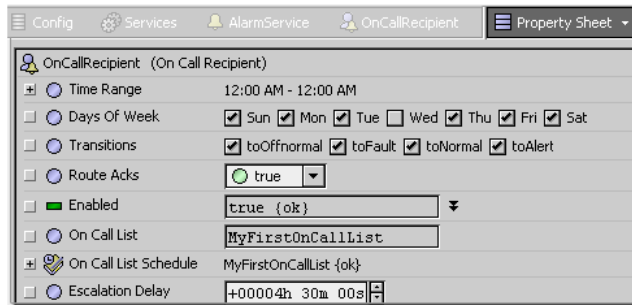 Config Services AlarmService OnCallRecipient Property Sheet
OnCallRecipient (On Call Recipient)
Time Range 12:00 AM - 12:00 AM
Days Of Week Sun Mon Tue Wed Thu Fri Sat
Transitions toOffnormal toFault toNormal toAlert
Route Acks true
Enabled true {ok}
On Call List MyFirstOnCallList
On Call List Schedule MyFirstOnCallList {ok}
Escalation Delay +00004h 30m 00s